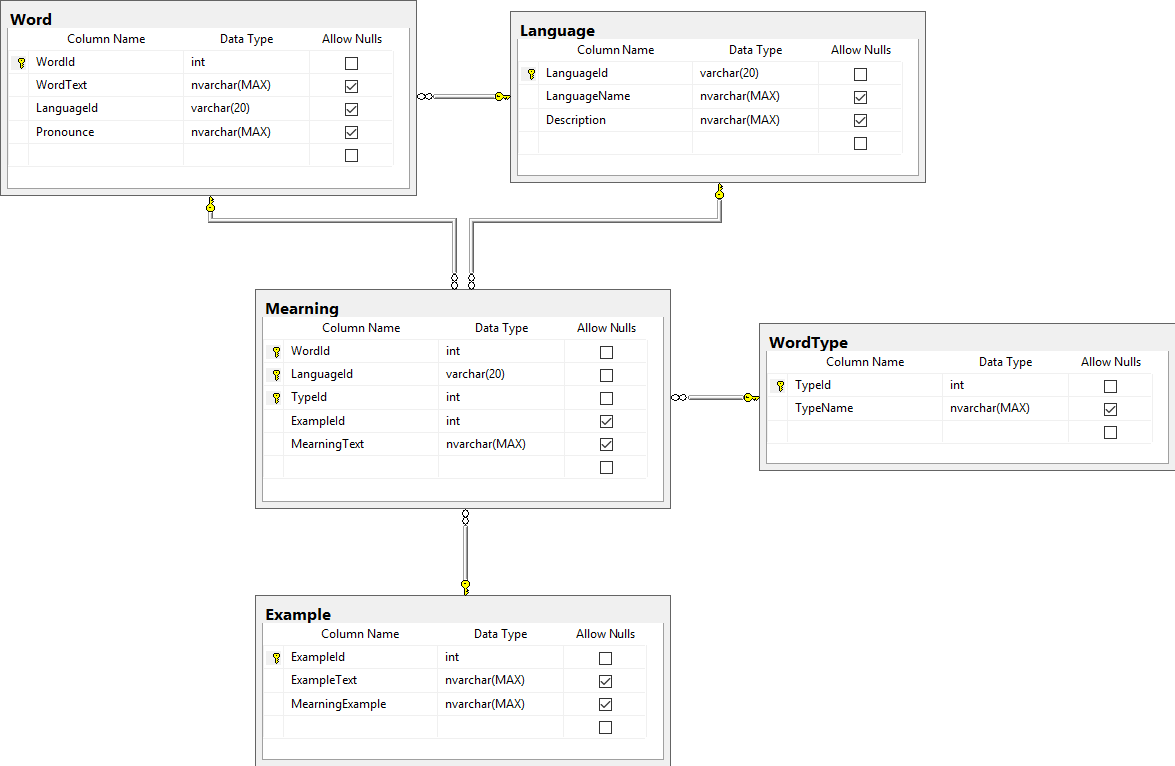 Word
Column Name Data Type Allow Nulls
WordId int
WordText nvarchar(MAX)
LanguageId varchar(20)
Pronounce nvarchar(MAX)
Language
Column Name Data Type Allow Nulls
LanguageId varchar(20)
LanguageName nvarchar(MAX)
Description nvarchar(MAX)
Mearning
Column Name Data Type Allow Nulls
WordId int
LanguageId varchar(20)
TypeId int
ExampleId int
MearningText nvarchar(MAX)
WordType
Column Name Data Type Allow Nulls
TypeId int
TypeName nvarchar(MAX)
Example
Column Name Data Type Allow Nulls
ExampleId int
ExampleText nvarchar(MAX)
MearningExample nvarchar(MAX)